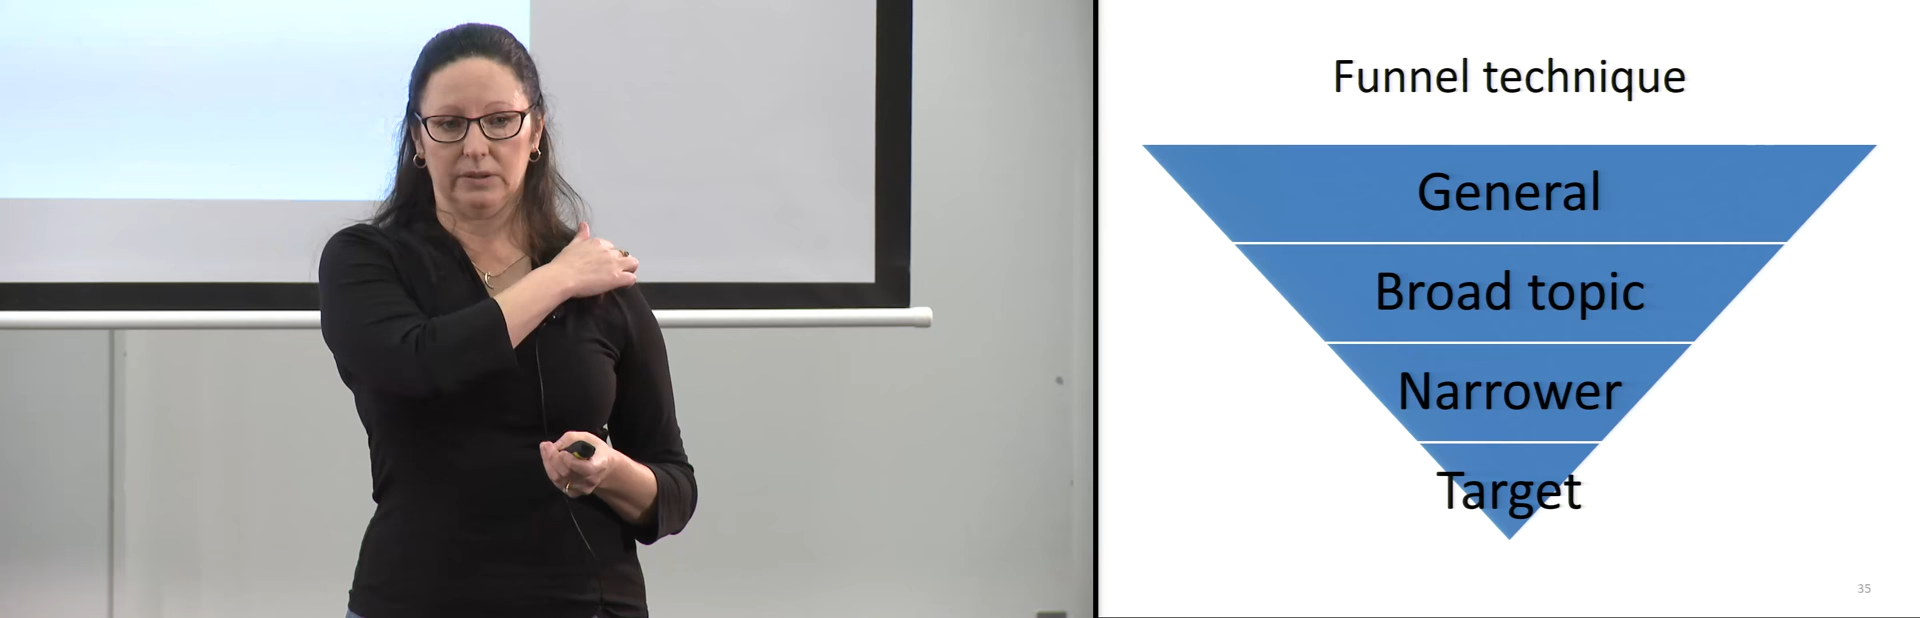 Funnel technique
General
Broad topic
Narrower
Target
35